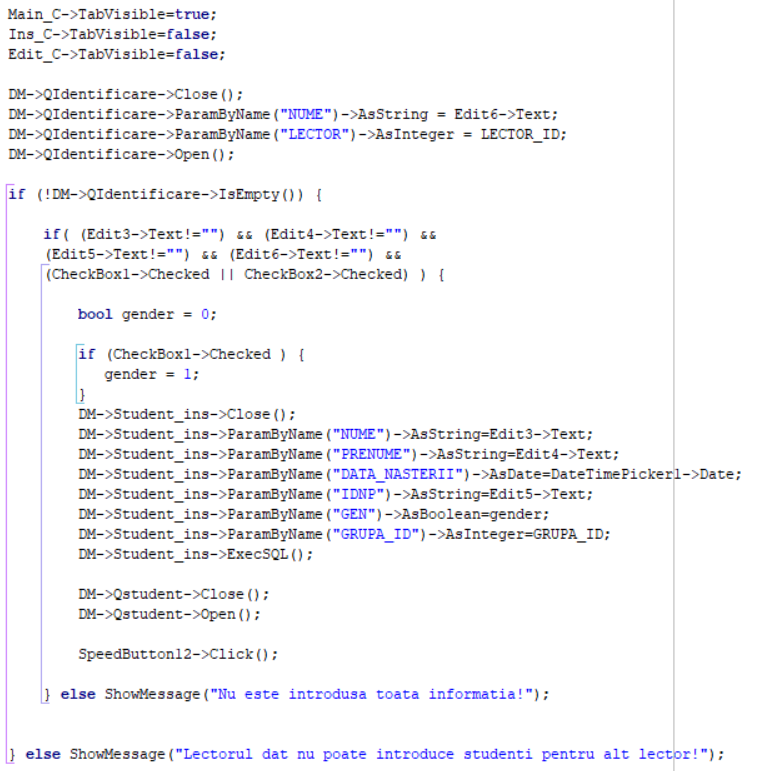 Main_C->TabVisible=true;
Ins_C->TabVisible=false;
Edit_C->TabVisible=false;

DM->QIdentificare->Close();
DM->QIdentificare->ParamByName("NUME")->AsString = Edit6->Text;
DM->QIdentificare->ParamByName("LECTOR")->AsInteger = LECTOR_ID;
DM->QIdentificare->Open();

if (!DM->QIdentificare->IsEmpty()) {

    if( (Edit3->Text!="") && (Edit4->Text!="") &&
    (Edit5->Text!="") && (Edit6->Text!="") &&
    (CheckBox1->Checked || CheckBox2->Checked) ) {

        bool gender = 0;

        if (CheckBox1->Checked ) {
           gender = 1;
        }
        DM->Student_ins->Close();
        DM->Student_ins->ParamByName("NUME")->AsString=Edit3->Text;
        DM->Student_ins->ParamByName("PRENUME")->AsString=Edit4->Text;
        DM->Student_ins->ParamByName("DATA_NASTERII")->AsDate=DateTimePicker1->Date;
        DM->Student_ins->ParamByName("IDNP")->AsString=Edit5->Text;
        DM->Student_ins->ParamByName("GEN")->AsBoolean=gender;
        DM->Student_ins->ParamByName("GRUPA_ID")->AsInteger=GRUPA_ID;
        DM->Student_ins->ExecSQL();

        DM->Qstudent->Close();
        DM->Qstudent->Open();

        SpeedButton12->Click();

    } else ShowMessage("Nu este introdusa toata informatia!");


} else ShowMessage("Lectorul dat nu poate introduce studenti pentru alt lector!");